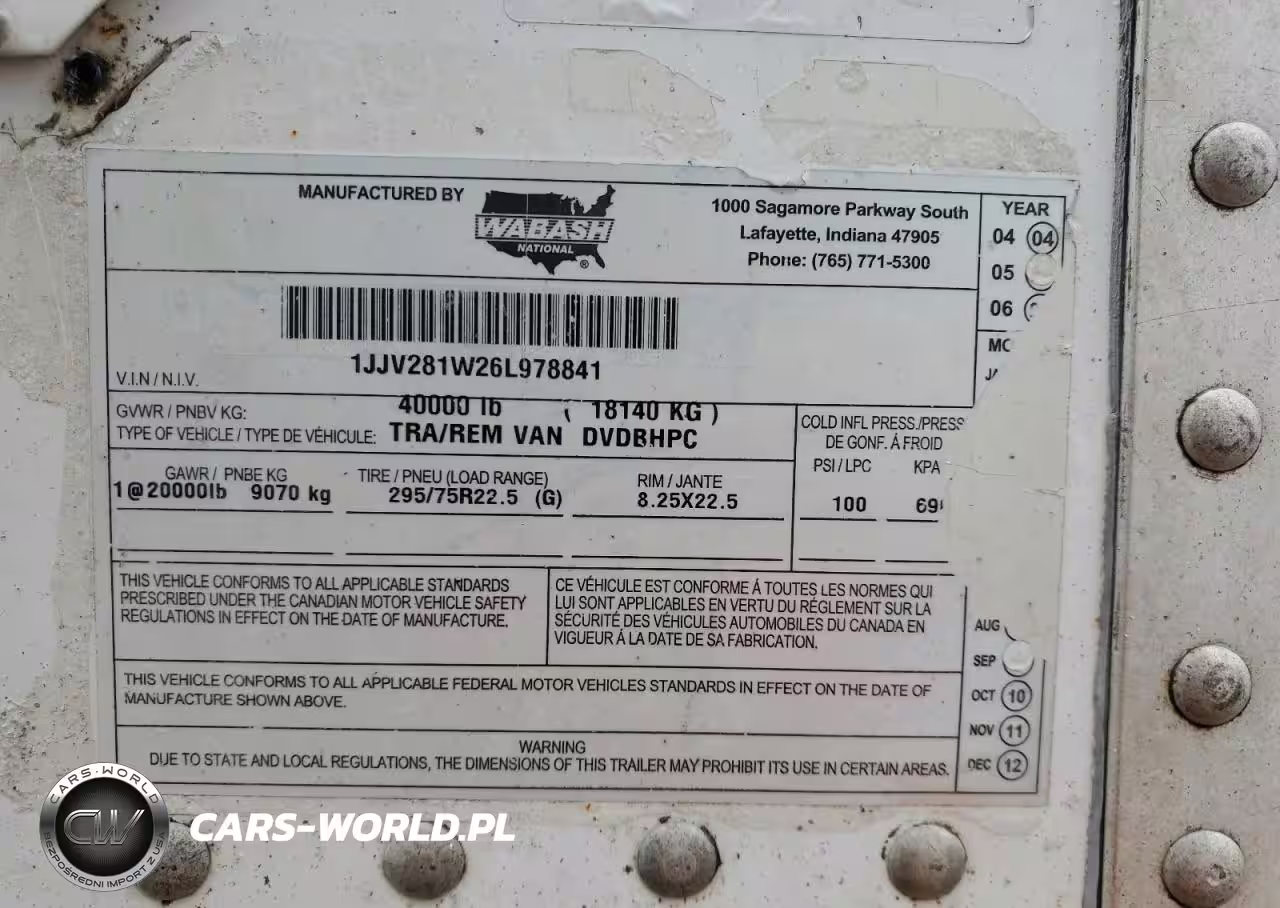 MANUFACTURED BY
WABASH
NATIONAL
®
1000 Sagamore Parkway South
Lafayette, Indiana 47905
Phone: (765) 771-5300
YEAR
04 04
05
06
1JJV281W26L978841
V.I.N / N.I.V.
GVWR / PNBV KG: 40000 lb ( 18140 KG )
TYPE OF VEHICLE / TYPE DE VÉHICULE: TRA/REM VAN DVDBHPC
COLD INFL PRESS./PRESS
DE GONF. Á FROID
PSI / LPC KPA
100
GAWR / PNBE KG TIRE / PNEU (LOAD RANGE) RIM / JANTE
1@20000lb 9070 kg 295/75R22.5 (G) 8.25X22.5
THIS VEHICLE CONFORMS TO ALL APPLICABLE STANDARDS
PRESCRIBED UNDER THE CANADIAN MOTOR VEHICLE SAFETY
REGULATIONS IN EFFECT ON THE DATE OF MANUFACTURE.
CE VÉHICULE EST CONFORME Á TOUTES LES NORMES QUI
LUI SONT APPLICABLES EN VERTU DU RÉGLEMENT SUR LA
SÉCURITÉ DES VÉHICULES AUTOMOBILES DU CANADA EN
VIGUEUR Á LA DATE DE SA FABRICATION.
THIS VEHICLE CONFORMS TO ALL APPLICABLE FEDERAL MOTOR VEHICLES STANDARDS IN EFFECT ON THE DATE OF
MANUFACTURE SHOWN ABOVE.
WARNING
DUE TO STATE AND LOCAL REGULATIONS, THE DIMENSIONS OF THIS TRAILER MAY PROHIBIT ITS USE IN CERTAIN AREAS.
AUG
SEP
OCT 10
NOV 11
DEC 12
CARS-WORLD
CW
BEZPOŚREDNI IMPORT Z USA
CARS-WORLD.PL